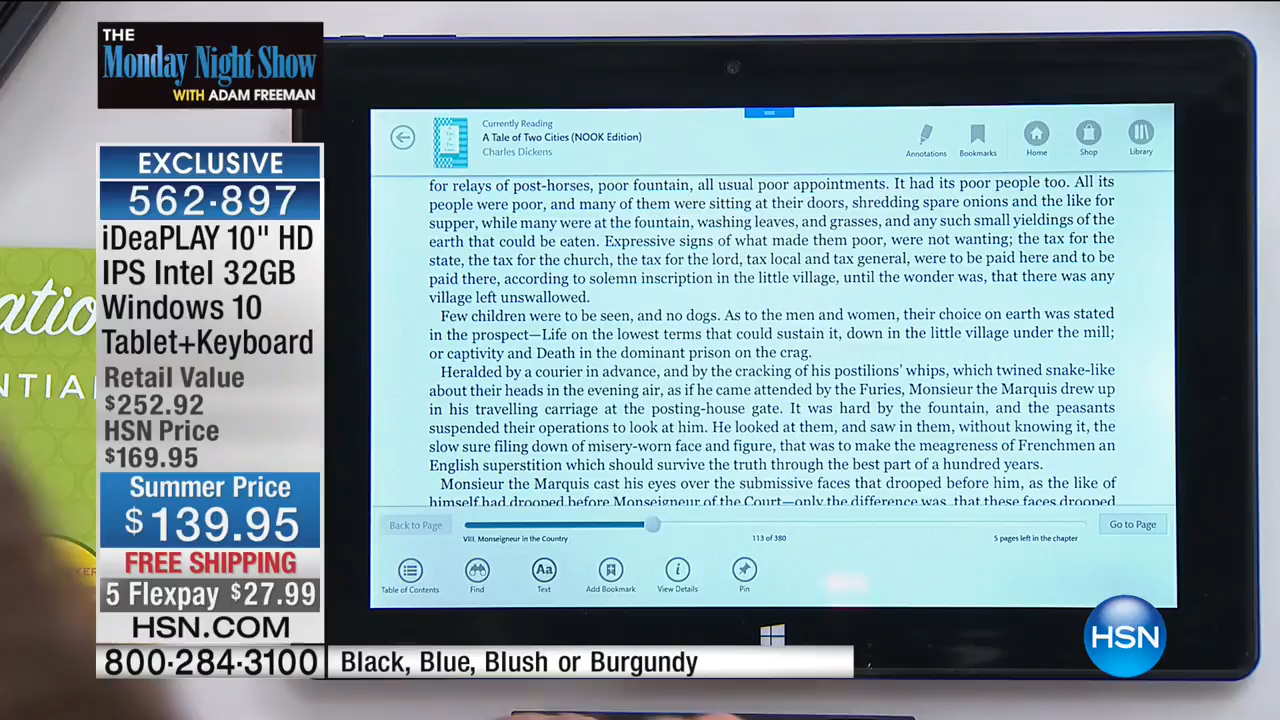 THE
Monday Night Show
WITH ADAM FREEMAN
EXCLUSIVE
562-897
iDeaPLAY 10" HD
IPS Intel 32GB
Windows 10
Tablet+Keyboard
Retail Value
$252.92
HSN Price
$169.95
Summer Price
$139.95
FREE SHIPPING
5 Flexpay $27.99
HSN.COM
800-284-3100
Black, Blue, Blush or Burgundy
HSN
Currently Reading
A Tale of Two Cities (NOOK Edition)
Charles Dickens
Annotations
Bookmarks
Home
Shop
Library
for relays of post-horses, poor fountain, all usual poor appointments. It had its poor people too. All its
people were poor, and many of them were sitting at their doors, shredding spare onions and the like for
supper, while many were at the fountain, washing leaves, and grasses, and any such small yieldings of the
earth that could be eaten. Expressive signs of what made them poor, were not wanting; the tax for the
state, the tax for the church, the tax for the lord, tax local and tax general, were to be paid here and to be
paid there, according to solemn inscription in the little village, until the wonder was, that there was any
village left unswallowed.
Few children were to be seen, and no dogs. As to the men and women, their choice on earth was stated
in the prospect—Life on the lowest terms that could sustain it, down in the little village under the mill;
or captivity and Death in the dominant prison on the crag.
Heralded by a courier in advance, and by the cracking of his postilions' whips, which twined snake-like
about their heads in the evening air, as if he came attended by the Furies, Monsieur the Marquis drew up
in his travelling carriage at the posting-house gate. It was hard by the fountain, and the peasants
suspended their operations to look at him. He looked at them, and saw in them, without knowing it, the
slow sure filing down of misery-worn face and figure, that was to make the meagreness of Frenchmen an
English superstition which should survive the truth through the best part of a hundred years.
Monsieur the Marquis cast his eyes over the submissive faces that drooped before him, as the like of
himself had drooped before Monseigneur of the Court—only the difference was, that these faces drooped
Back to Page
Go to Page
VIII. Monseigneur in the Country
113 of 380
5 pages left in the chapter
Table of Contents
Find
Aa
Text
Add Bookmark
View Details
Pin
atio
NTIA